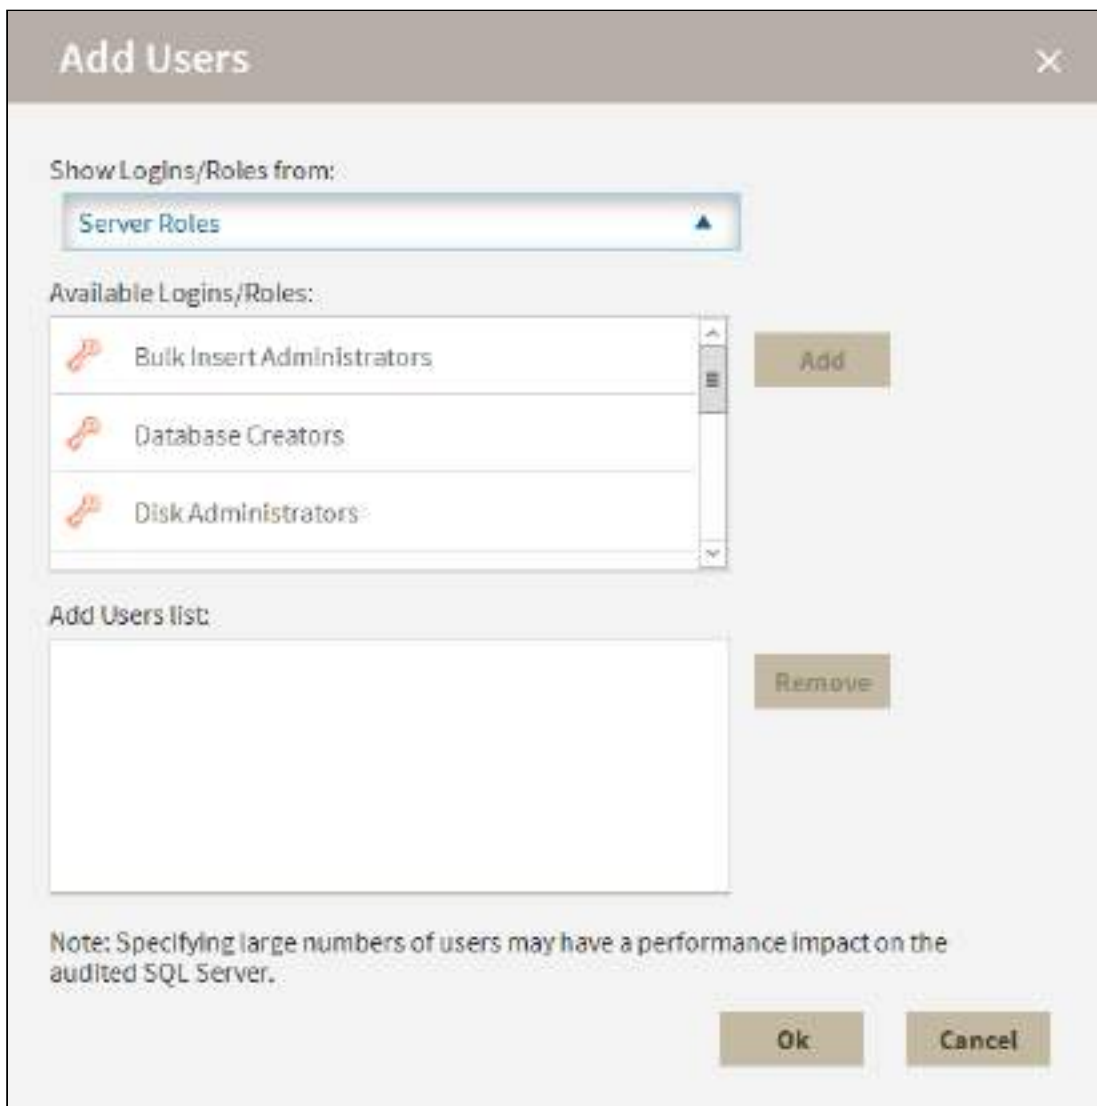 Add Users
Show Logins/Roles from:
Server Roles
Available Logins/Roles:
Bulk Insert Administrators
Add
Database Creators
Disk Administrators
Add Users list:
Remove
Note: Specifying large numbers of users may have a performance impact on the
audited SQL Server.
Ok
Cancel